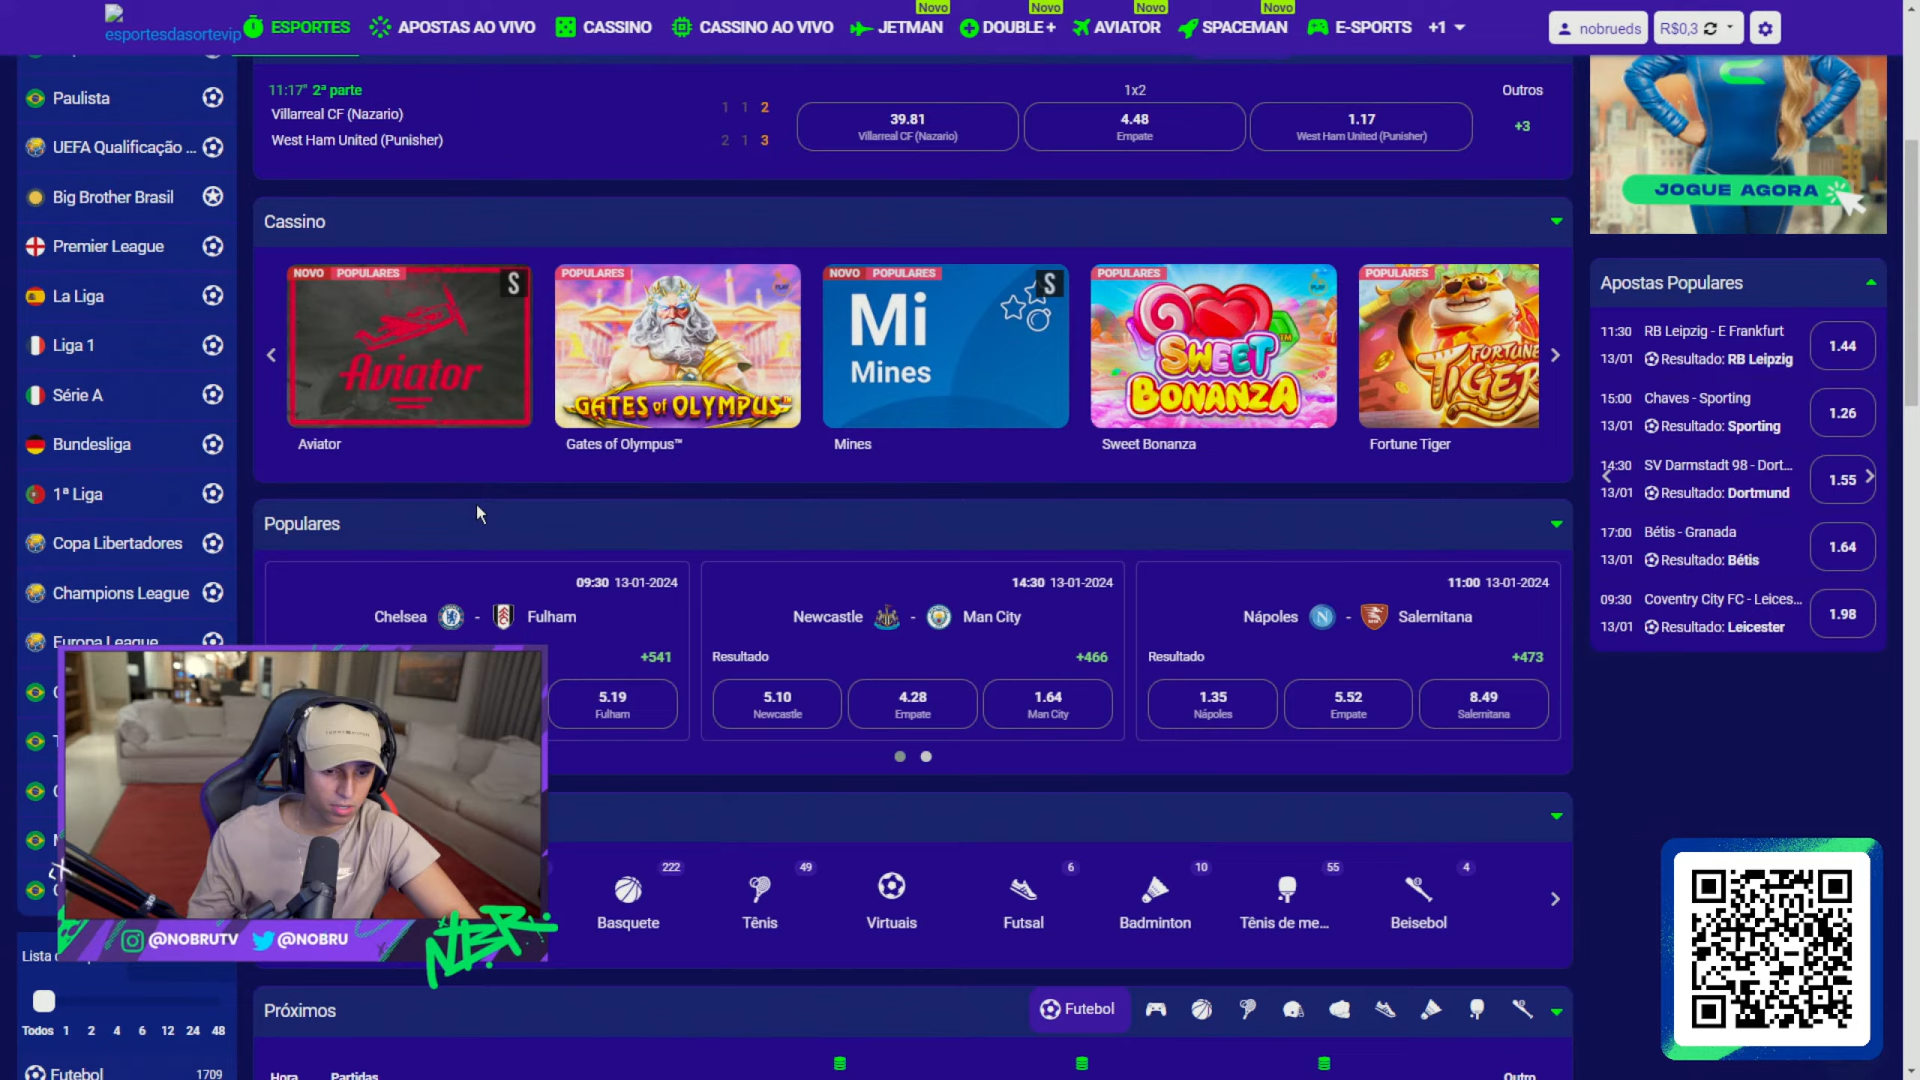 esportesdasortevip
ESPORTES
APOSTAS AO VIVO
CASSINO
CASSINO AO VIVO
Novo
JETMAN
Novo
DOUBLE +
Novo
AVIATOR
Novo
SPACEMAN
E-SPORTS
+1
nobrueds
R$0,3
Paulista
UEFA Qualificação ...
Big Brother Brasil
Premier League
La Liga
Liga 1
Série A
Bundesliga
1ª Liga
Copa Libertadores
Champions League
Europa League
11:17" 2ª parte
Villarreal CF (Nazario)
1 1 2
West Ham United (Punisher)
2 1 3
1x2
39.81
Villarreal CF (Nazario)
4.48
Empate
1.17
West Ham United (Punisher)
Outros
+3
Cassino
NOVO POPULARES
S
Aviator
Aviator
POPULARES
PLAY
GATES of OLYMPUS™
Gates of Olympus™
NOVO POPULARES
S
Mi
Mines
Mines
POPULARES
SWEET
BONANZA
Sweet Bonanza
POPULARES
FORTUNE
TIGER
Fortune Tiger
Populares
09:30 13-01-2024
Chelsea - Fulham
+541
5.19
Fulham
14:30 13-01-2024
Newcastle - Man City
Resultado
+466
5.10
Newcastle
4.28
Empate
1.64
Man City
11:00 13-01-2024
Nápoles - Salernitana
Resultado
+473
1.35
Nápoles
5.52
Empate
8.49
Salernitana
222
Basquete
49
Tênis
Virtuais
6
Futsal
10
Badminton
55
Tênis de me...
4
Beisebol
Próximos
Futebol
Hora
Partidas
Outro
JOGUE AGORA
Apostas Populares
11:30 RB Leipzig - E Frankfurt
13/01 Resultado: RB Leipzig
1.44
15:00 Chaves - Sporting
13/01 Resultado: Sporting
1.26
14:30 SV Darmstadt 98 - Dort...
13/01 Resultado: Dortmund
1.55
17:00 Bétis - Granada
13/01 Resultado: Bétis
1.64
09:30 Coventry City FC - Leices...
13/01 Resultado: Leicester
1.98
@NOBRUTV
@NOBRU
NBR
Lista
Todos 1 2 4 6 12 24 48
Futebol 1709